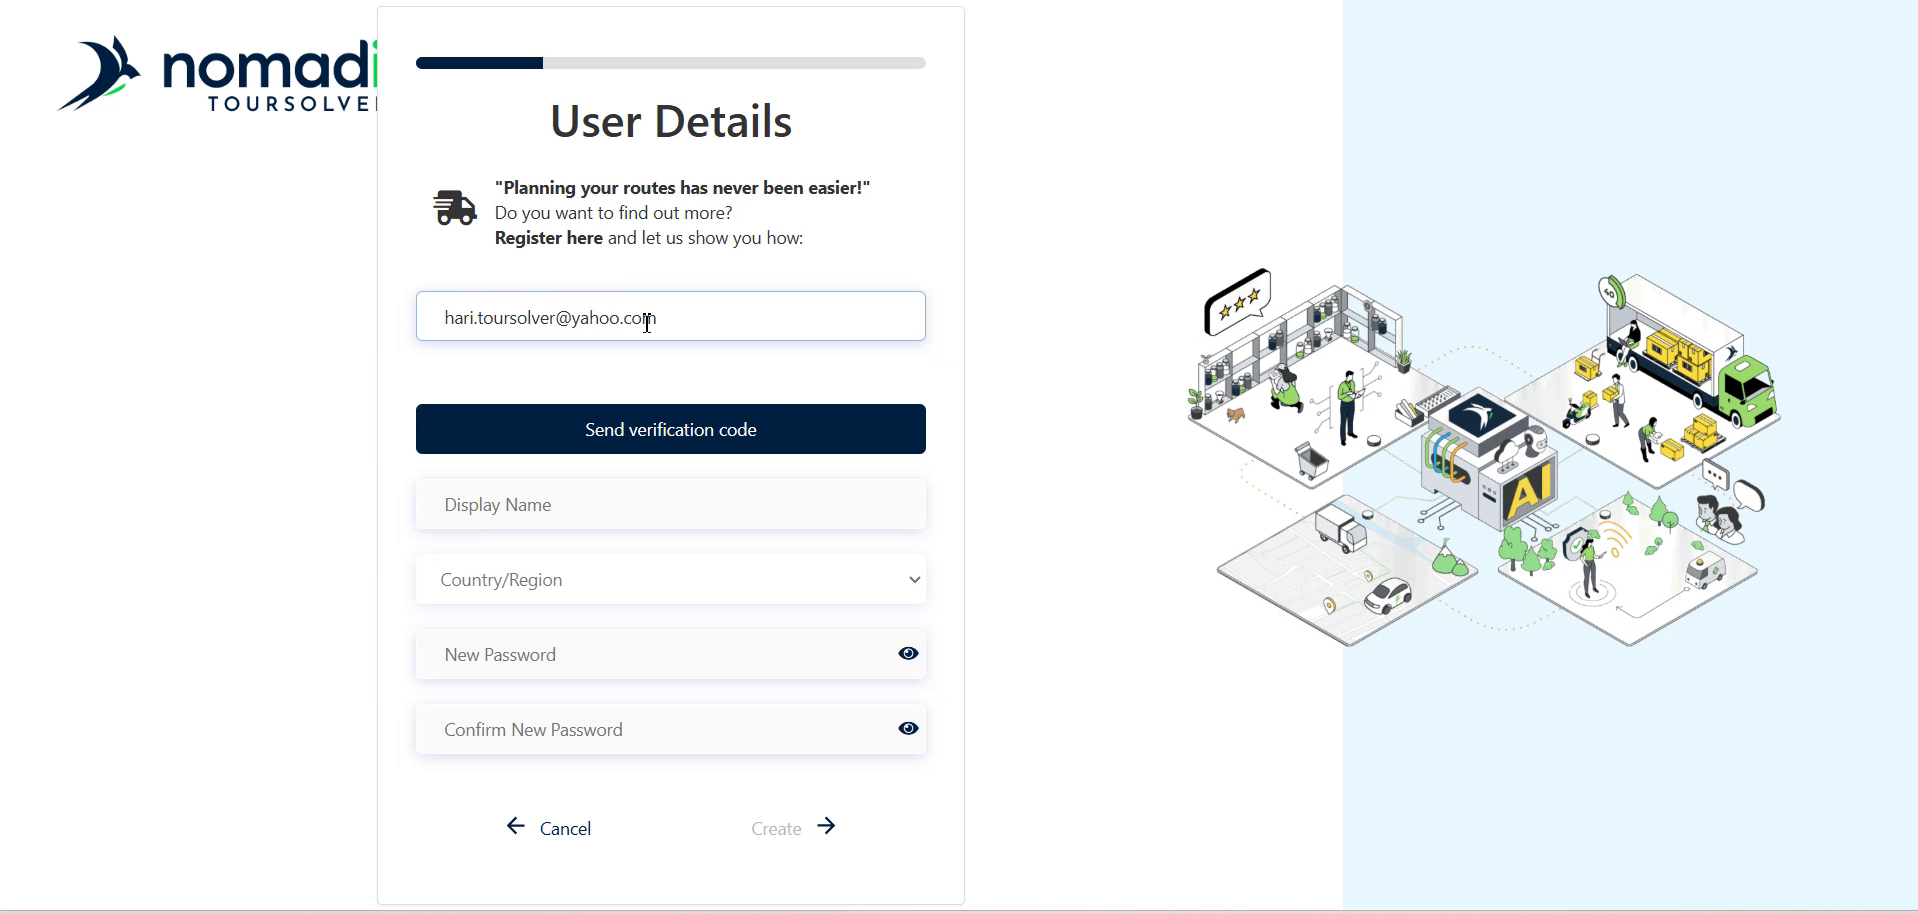 nomadi
TOURSOLVE
User Details
"Planning your routes has never been easier!"
Do you want to find out more?
Register here and let us show you how:
hari.toursolver@yahoo.com
Send verification code
Display Name
Country/Region
New Password
Confirm New Password
Cancel
Create
40
AI